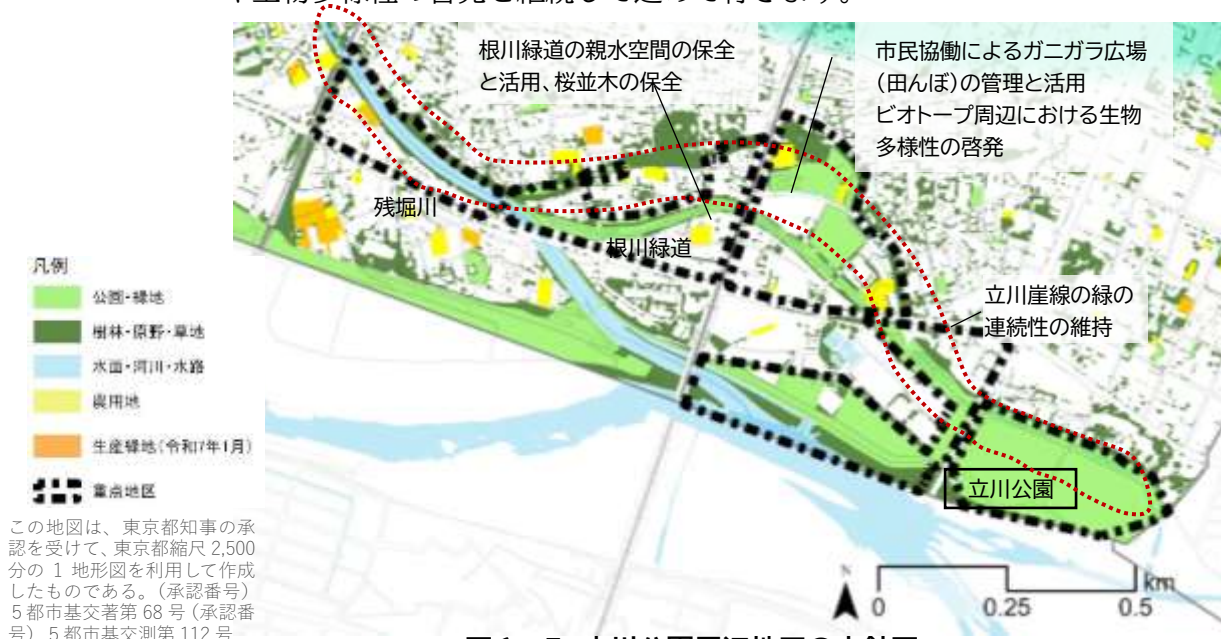 根川緑道の親水空間の保全
と活用、桜並木の保全
市民協働によるガニガラ広場
（田んぼ）の管理と活用
ビオトープ周辺における生物
多様性の啓発
残堀川
根川緑道
立川崖線の緑の
連続性の維持
立川公園
凡例
公園・緑地
樹林・原野・草地
水面・河川・水路
農用地
生産緑地（令和7年1月）
重点地区
この地図は、東京都知事の承
認を受けて、東京都縮尺 2,500
分の 1 地形図を利用して作成
したものである。（承認番号）
5 都市基交著第 68 号（承認番
号）5 都市基交測第 112 号
N
km
0 0.25 0.5